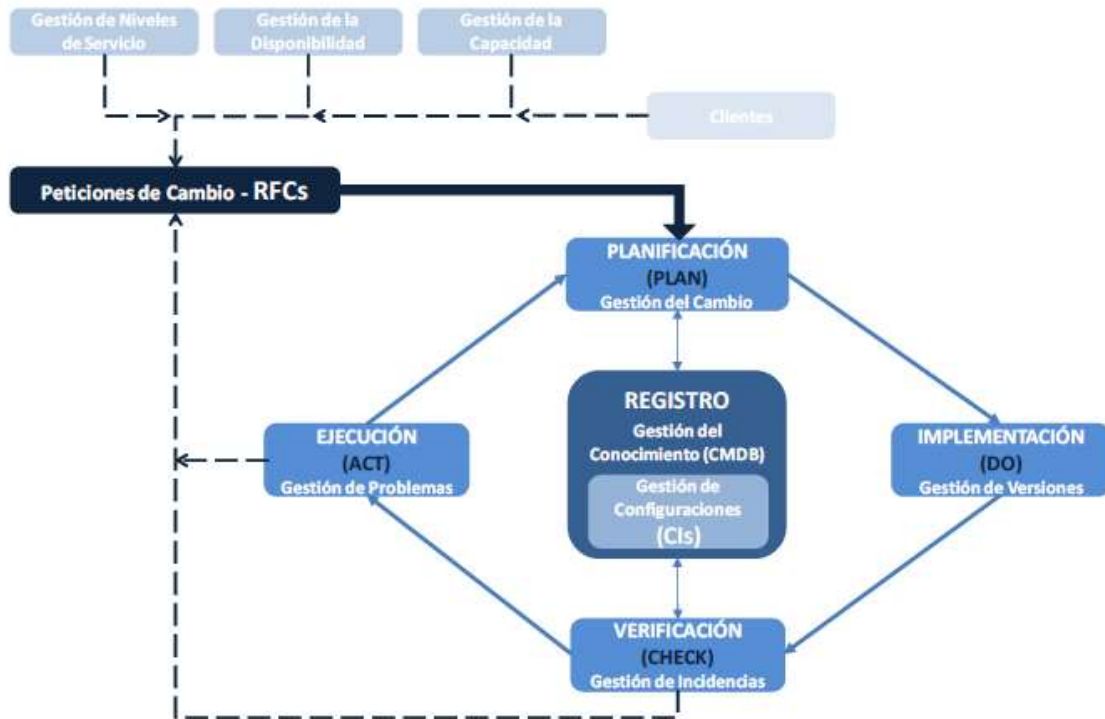 Gestión de Niveles
de Servicio
Gestión de la
Disponibilidad
Gestión de la
Capacidad
Clientes
Peticiones de Cambio - RFCs
PLANIFICACIÓN
(PLAN)
Gestión del Cambio
REGISTRO
Gestión del
Conocimiento (CMDB)
Gestión de
Configuraciones
(CIs)
EJECUCIÓN
(ACT)
Gestión de Problemas
IMPLEMENTACIÓN
(DO)
Gestión de Versiones
VERIFICACIÓN
(CHECK)
Gestión de Incidencias